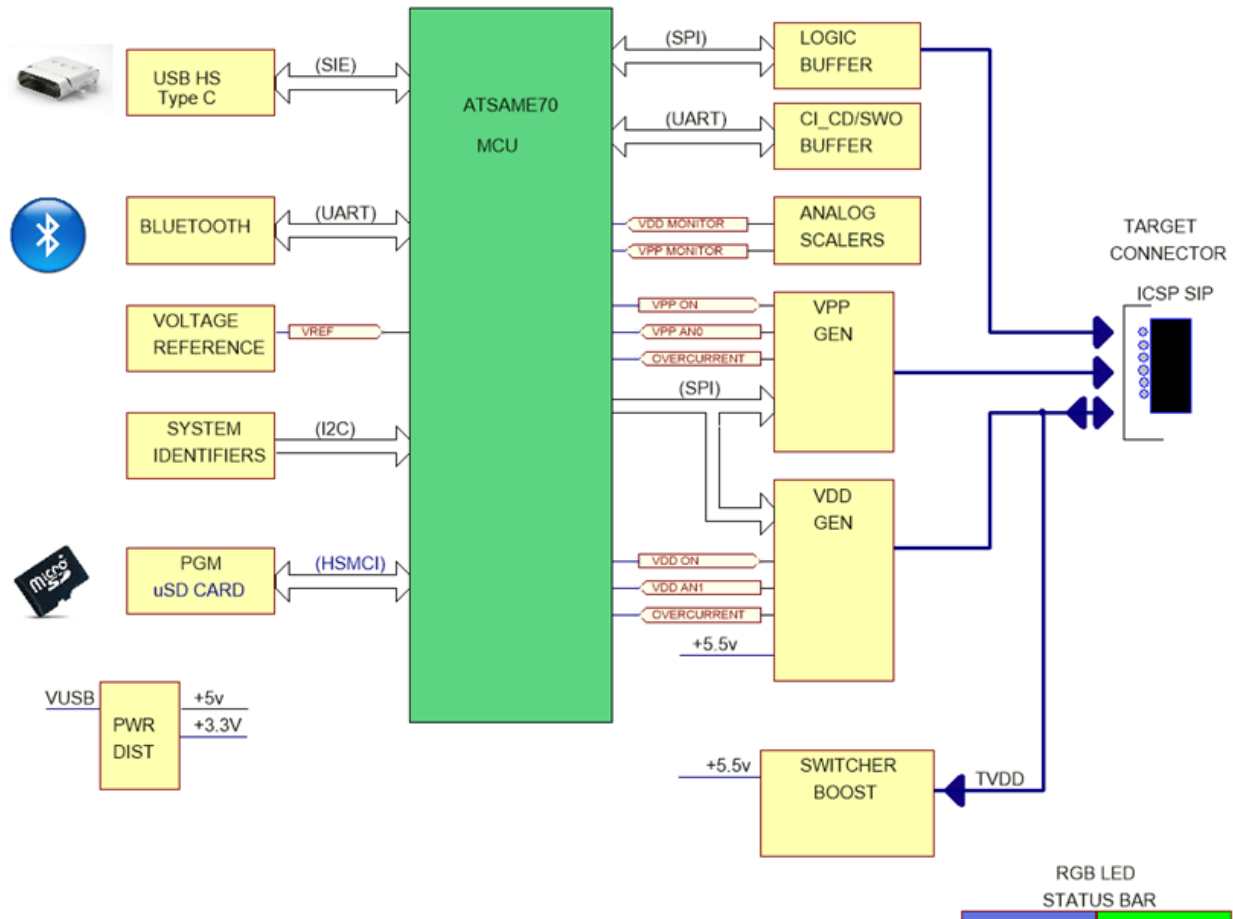 USB HS
Type C
(SIE)
BLUETOOTH
(UART)
VOLTAGE
REFERENCE
VREF
SYSTEM
IDENTIFIERS
(I2C)
micro
SD
PGM
uSD CARD
(HSMCI)
VUSB
PWR
DIST
+5v
+3.3V
ATSAME70
MCU
(SPI)
LOGIC
BUFFER
(UART)
CI_CD/SWO
BUFFER
VDD MONITOR
VPP MONITOR
ANALOG
SCALERS
VPP ON
VPP AN0
OVERCURRENT
(SPI)
VPP
GEN
VDD
GEN
VDD ON
VDD AN1
OVERCURRENT
+5.5v
+5.5v
SWITCHER
BOOST
TVDD
TARGET
CONNECTOR
ICSP SIP
RGB LED
STATUS BAR